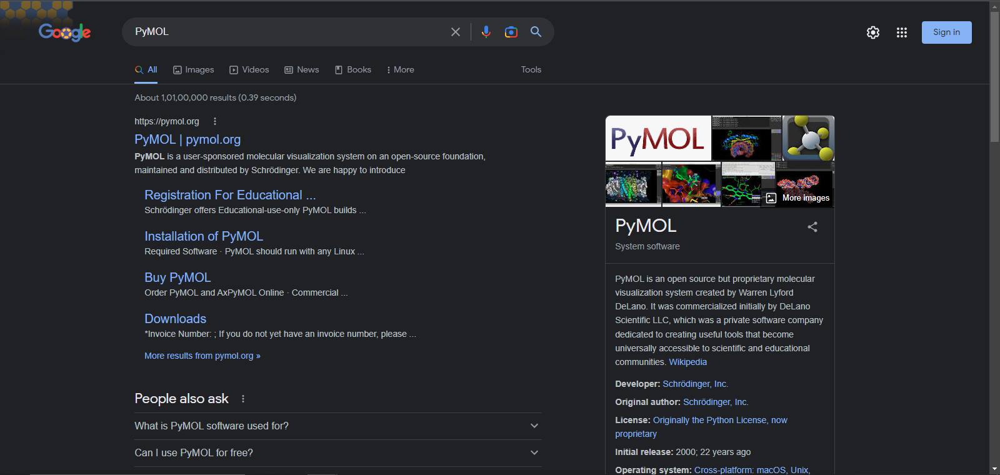 Google
PyMOL
Sign in
All
Images
Videos
News
Books
More
Tools
About 1,01,00,000 results (0.39 seconds)
https://pymol.org
PyMOL | pymol.org
PyMOL is a user-sponsored molecular visualization system on an open-source foundation,
maintained and distributed by Schrödinger. We are happy to introduce
Registration For Educational ...
Schrödinger offers Educational-use-only PyMOL builds ...
Installation of PyMOL
Required Software · PyMOL should run with any Linux ...
Buy PyMOL
Order PyMOL and AxPyMOL Online · Commercial ...
Downloads
*Invoice Number: ; If you do not yet have an invoice number, please ...
More results from pymol.org »
People also ask
What is PyMOL software used for?
Can I use PyMOL for free?
PyMOL
More images
PyMOL
System software
PyMOL is an open source but proprietary molecular
visualization system created by Warren Lyford
DeLano. It was commercialized initially by DeLano
Scientific LLC, which was a private software company
dedicated to creating useful tools that become
universally accessible to scientific and educational
communities. Wikipedia
Developer: Schrödinger, Inc.
Original author: Schrödinger, Inc.
License: Originally the Python License, now
proprietary
Initial release: 2000; 22 years ago
Operating system: Cross-platform: macOS, Unix,